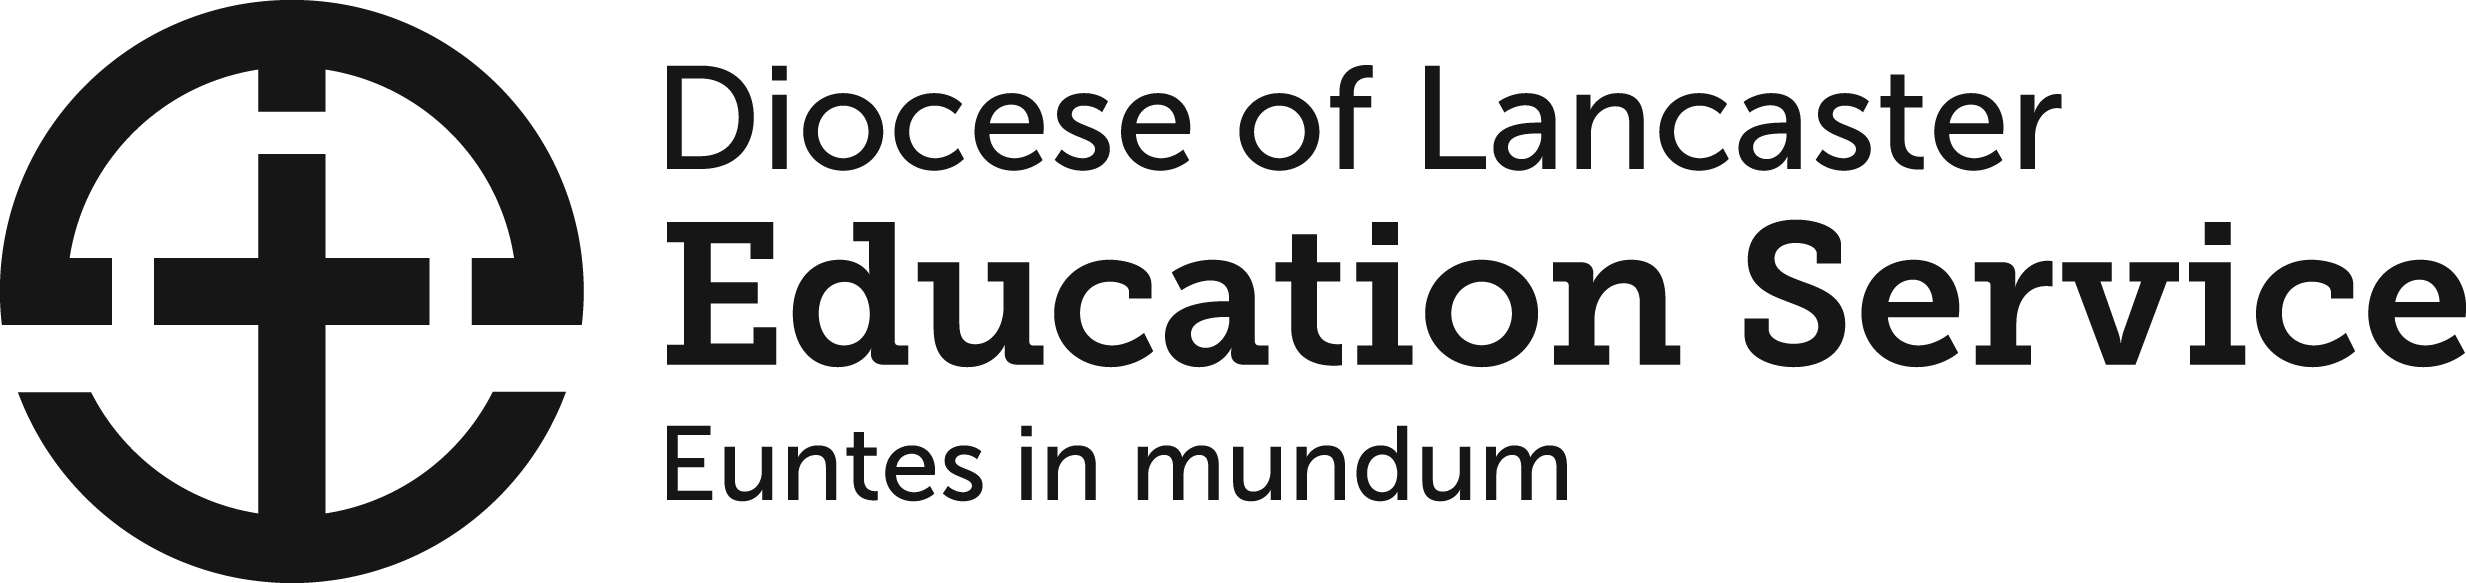 Diocese of Lancaster
Education Service
Euntes in mundum